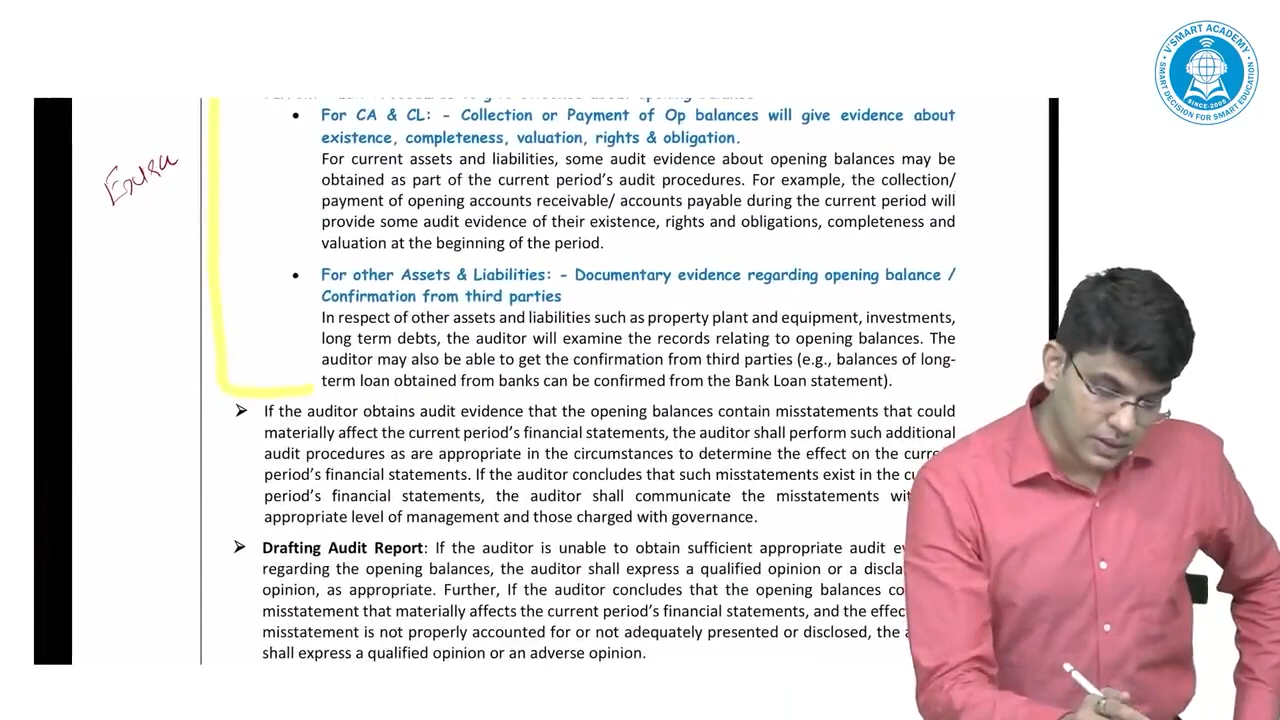 V'SMART ACADEMY
SMART DECISION FOR SMART EDUCATION
SINCE-2005
Extra
• For CA & CL: - Collection or Payment of Op balances will give evidence about
existence, completeness, valuation, rights & obligation.
For current assets and liabilities, some audit evidence about opening balances may be
obtained as part of the current period's audit procedures. For example, the collection/
payment of opening accounts receivable/ accounts payable during the current period will
provide some audit evidence of their existence, rights and obligations, completeness and
valuation at the beginning of the period.
• For other Assets & Liabilities: - Documentary evidence regarding opening balance /
Confirmation from third parties
In respect of other assets and liabilities such as property plant and equipment, investments,
long term debts, the auditor will examine the records relating to opening balances. The
auditor may also be able to get the confirmation from third parties (e.g., balances of long-
term loan obtained from banks can be confirmed from the Bank Loan statement).
➢ If the auditor obtains audit evidence that the opening balances contain misstatements that could
materially affect the current period's financial statements, the auditor shall perform such additional
audit procedures as are appropriate in the circumstances to determine the effect on the
period's financial statements. If the auditor concludes that such misstatements exist in the
period's financial statements, the auditor shall communicate the misstatements
appropriate level of management and those charged with governance.
➢ Drafting Audit Report: If the auditor is unable to obtain sufficient appropriate audit
regarding the opening balances, the auditor shall express a qualified opinion or a
opinion, as appropriate. Further, If the auditor concludes that the opening balances
misstatement that materially affects the current period's financial statements, and the
misstatement is not properly accounted for or not adequately presented or disclosed, the
shall express a qualified opinion or an adverse opinion.